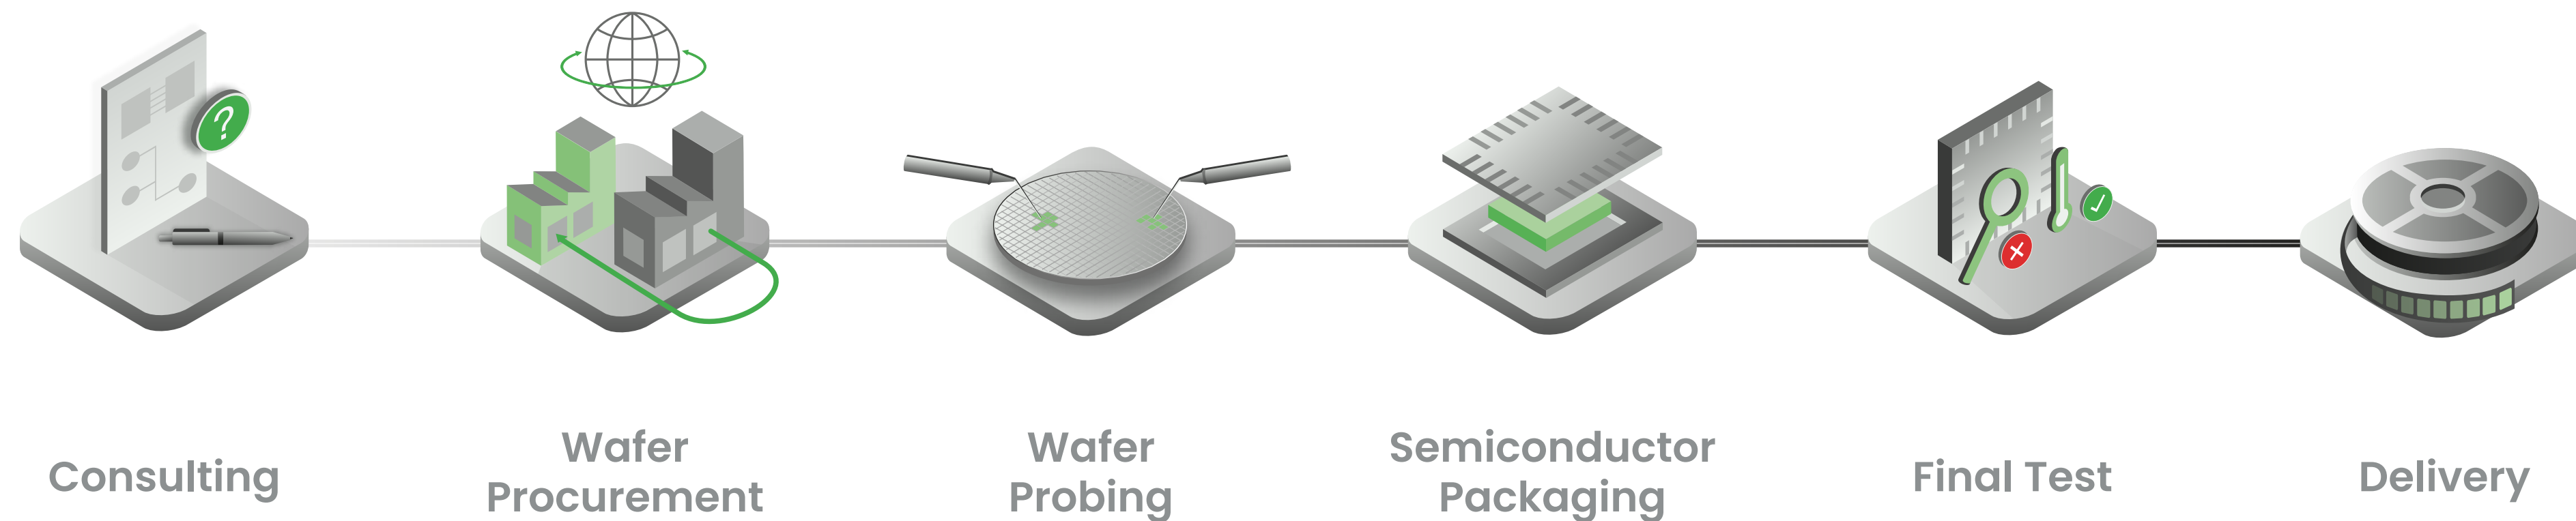 Consulting
Wafer
Procurement
Wafer
Probing
Semiconductor
Packaging
Final Test
Delivery
?